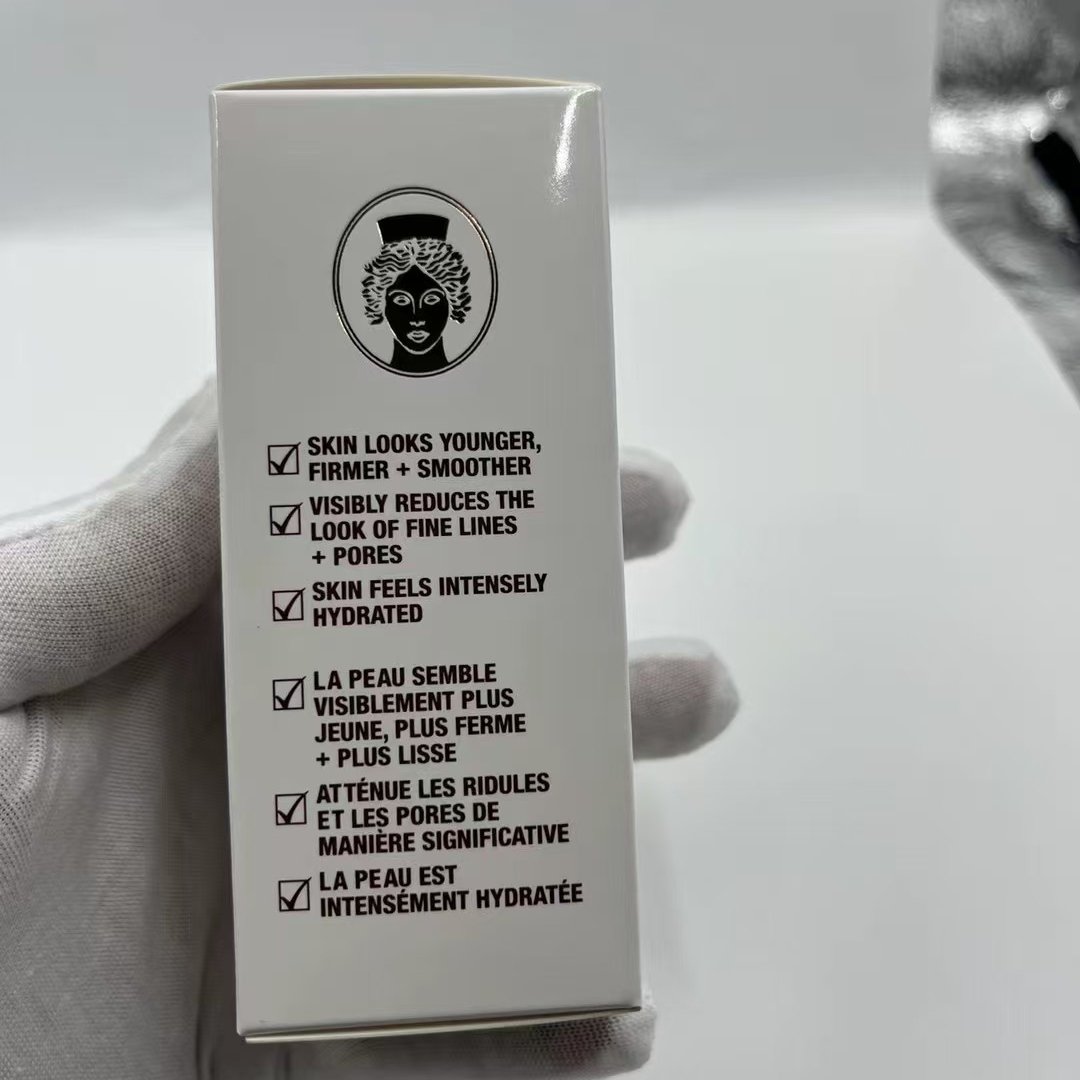 SKIN LOOKS YOUNGER,
FIRMER + SMOOTHER
VISIBLY REDUCES THE
LOOK OF FINE LINES
+ PORES
SKIN FEELS INTENSELY
HYDRATED
LA PEAU SEMBLE
VISIBLEMENT PLUS
JEUNE, PLUS FERME
+ PLUS LISSE
ATTÉNUE LES RIDULES
ET LES PORES DE
MANIÈRE SIGNIFICATIVE
LA PEAU EST
INTENSÉMENT HYDRATÉE